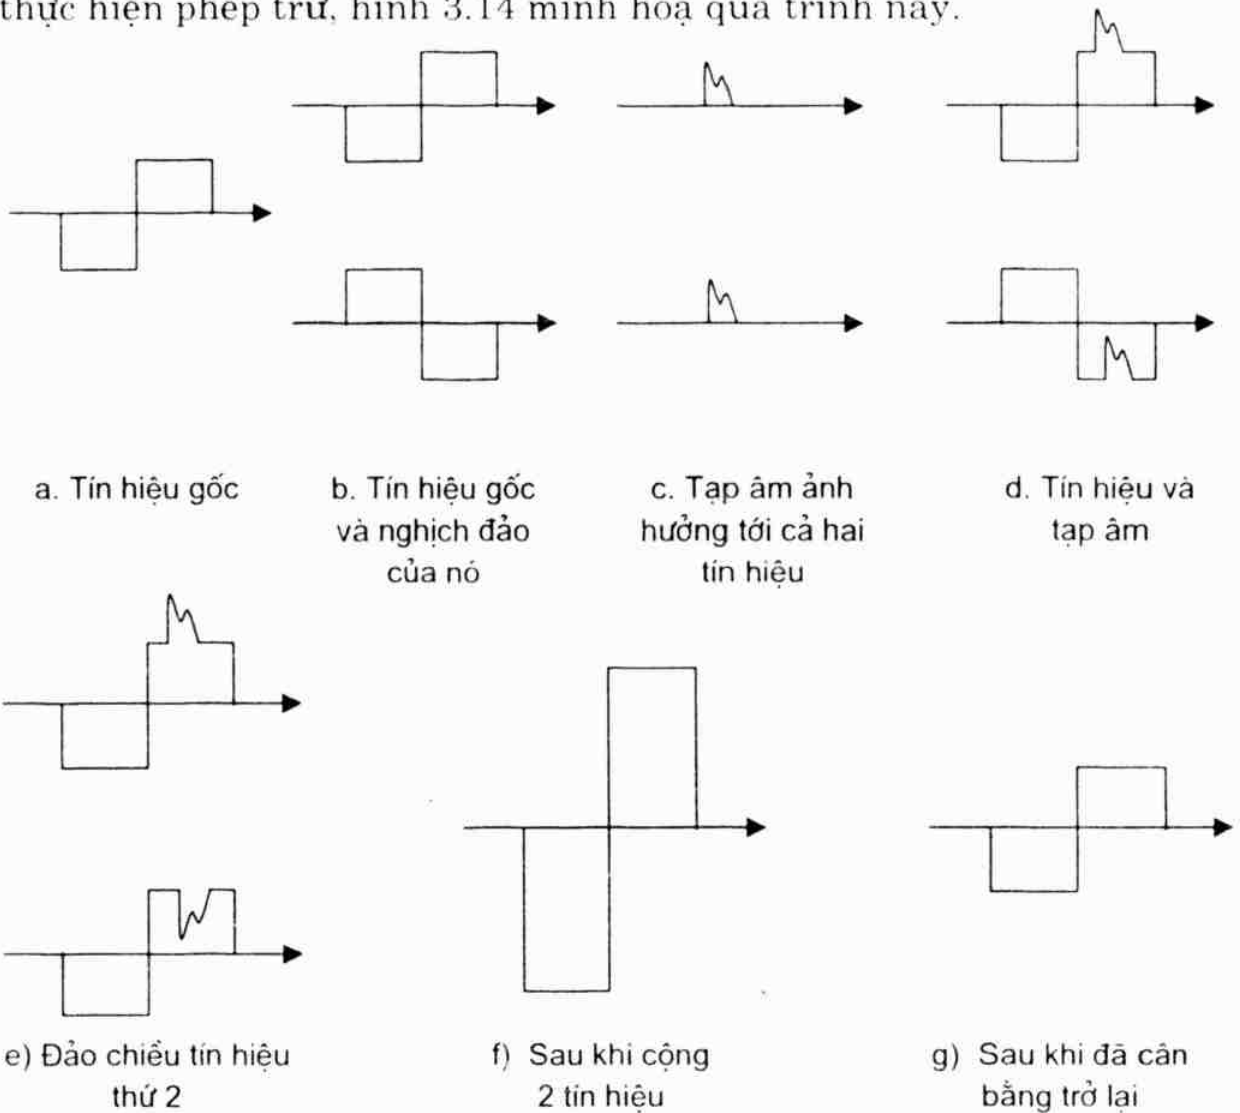 thực hiện phép trừ, hình 3.14 minh hoạ quá trình này.
a. Tín hiệu gốc
b. Tín hiệu gốc
và nghịch đảo
của nó
c. Tạp âm ảnh
hưởng tới cả hai
tín hiệu
d. Tín hiệu và
tạp âm
e) Đảo chiều tín hiệu
thứ 2
f) Sau khi cộng
2 tín hiệu
g) Sau khi đã cân
bằng trở lại